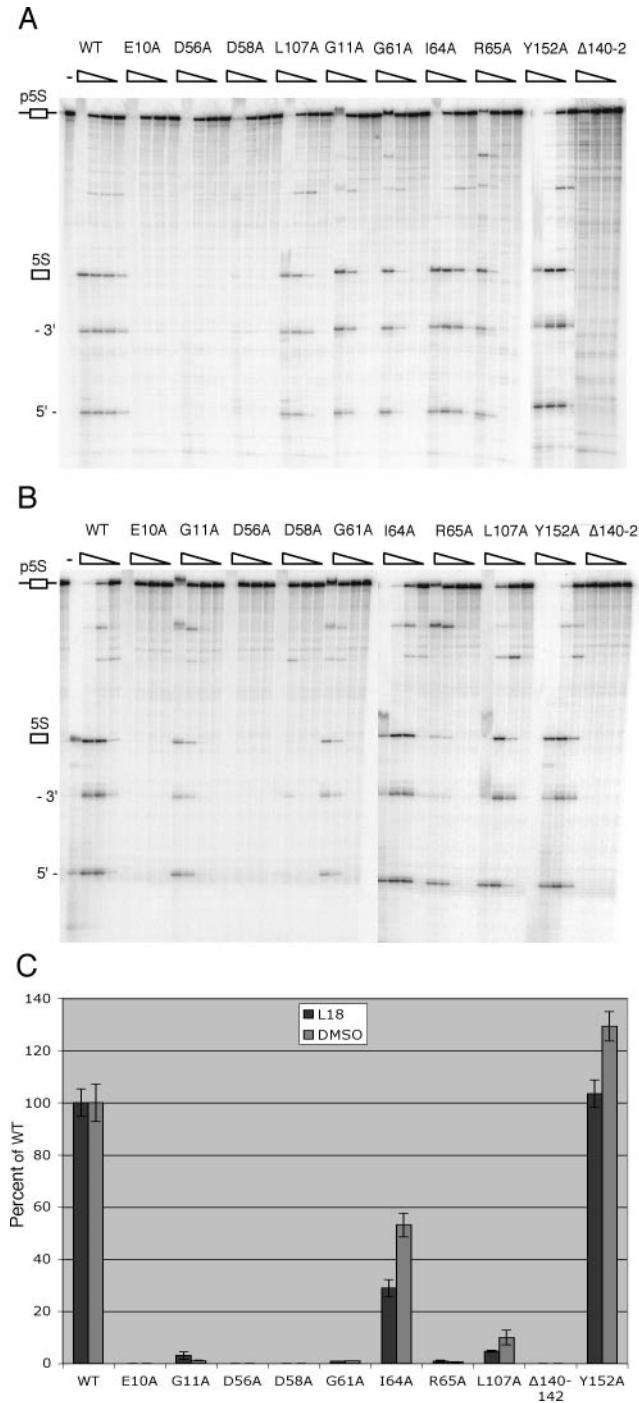 A
WT E10A D56A D58A L107A G11A G61A I64A R65A Y152A Δ140-2
-
p5S
5S
- 3'
5' -
B
WT E10A G11A D56A D58A G61A I64A R65A L107A Y152A Δ140-2
-
p5S
5S
- 3'
5' -
C
140
120
100
80
60
40
20
0
Percent of WT
L18
DMSO
WT E10A G11A D56A D58A G61A I64A R65A L107A Δ140- Y152A
142